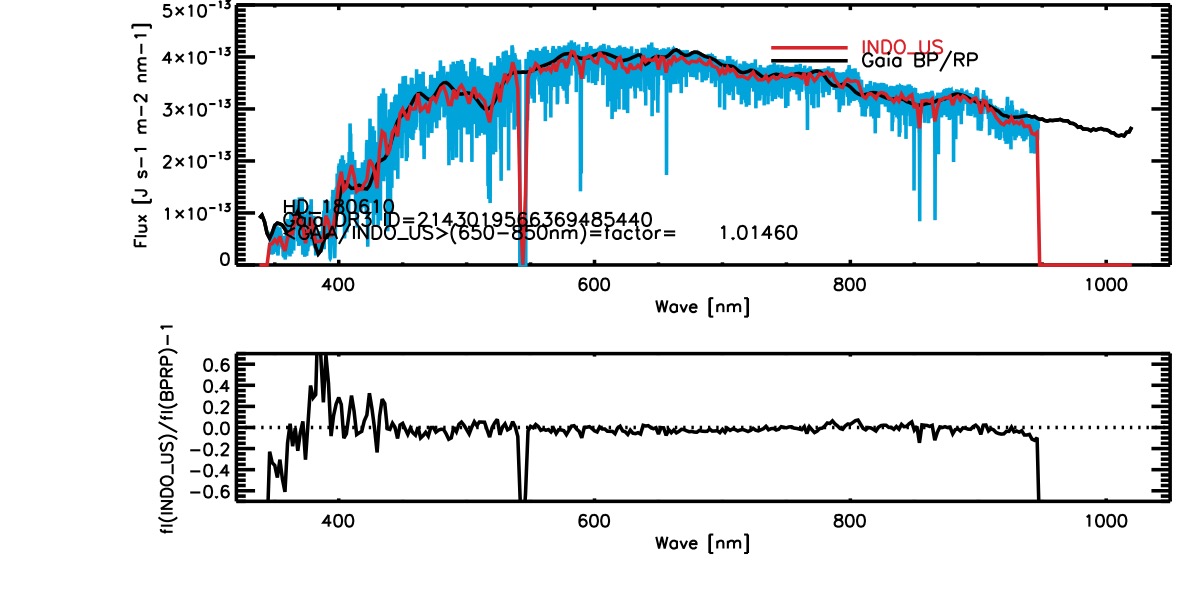 5×10⁻¹³
4×10⁻¹³
3×10⁻¹³
2×10⁻¹³
1×10⁻¹³
0
Flux [J s−1 m−2 nm−1]
INDO_US
Gaia BP/RP
HD_180610
Gaia DR3 ID=2143019566369485440
<GAIA/INDO_US>(650−850nm)=factor= 1.01460
400 600 800 1000
Wave [nm]
fl(INDO_US)/fl(BPRP)−1
0.6
0.4
0.2
0.0
−0.2
−0.4
−0.6
400 600 800 1000
Wave [nm]